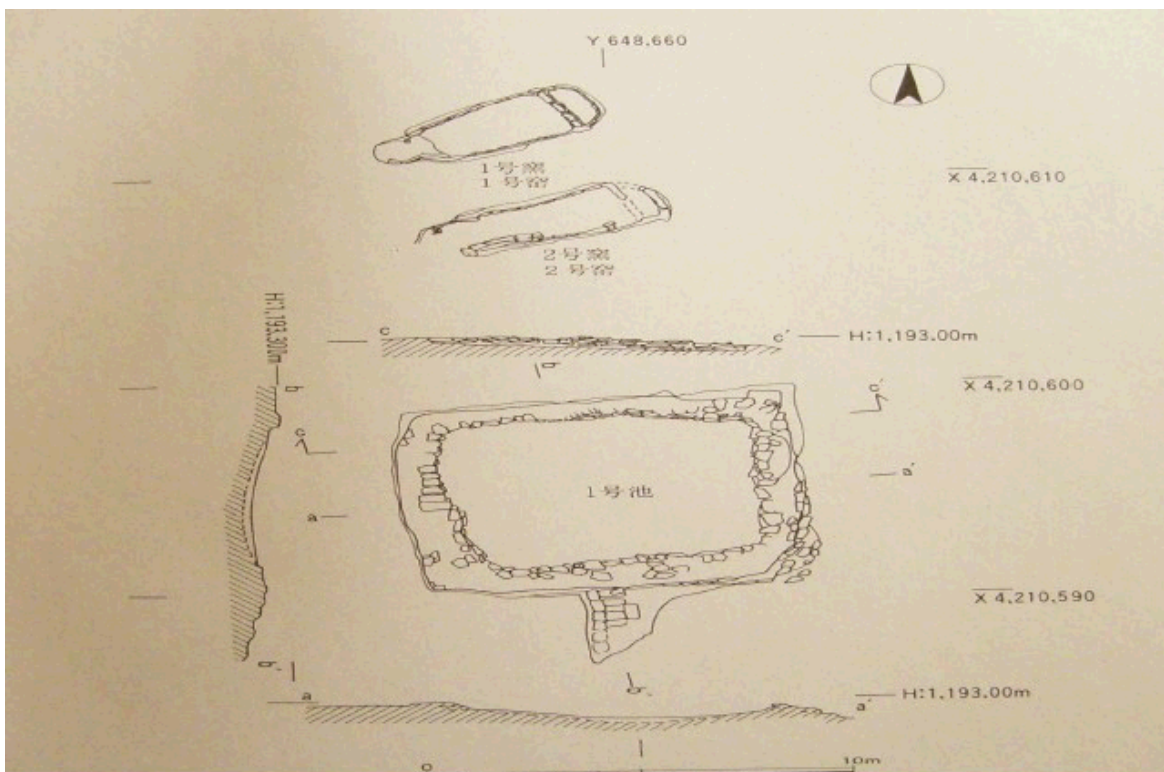 Y 648,660
1号窯
1号窑
X 4,210,610
2号窯
2号窑
H:1,193.300m
c
c'
H:1,193.00m
X 4,210,600
c
c'
1号池
a
a'
X 4,210,590
a
a'
H:1,193.00m
0
10m